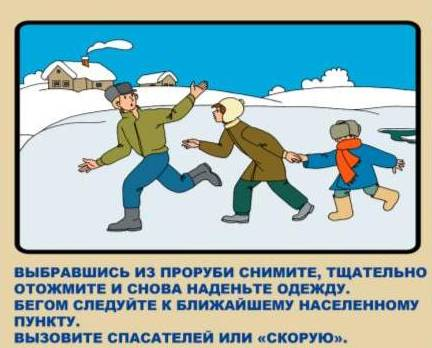 ВЫБРАВШИСЬ ИЗ ПРОРУБИ СНИМИТЕ, ТЩАТЕЛЬНО
ОТОЖМИТЕ И СНОВА НАДЕНЬТЕ ОДЕЖДУ.
БЕГОМ СЛЕДУЙТЕ К БЛИЖАЙШЕМУ НАСЕЛЕННОМУ
ПУНКТУ.
ВЫЗОВИТЕ СПАСАТЕЛЕЙ ИЛИ «СКОРУЮ».